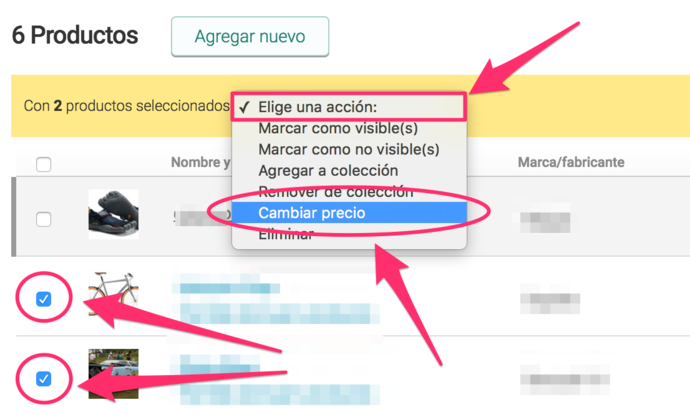 6 Productos
Agregar nuevo
Con 2 productos seleccionados
✓ Elige una acción:
Marcar como visible(s)
Marcar como no visible(s)
Agregar a colección
Remover de colección
Cambiar precio
Eliminar
Nombre y
Marca/fabricante